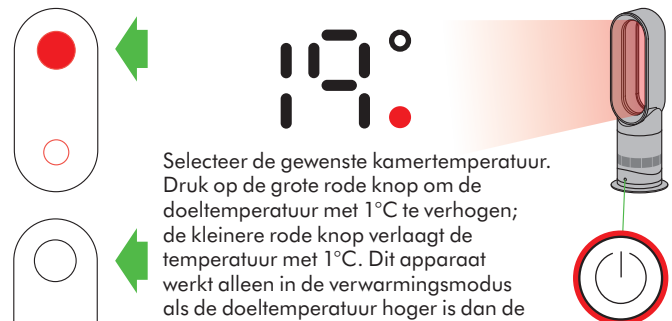 19°
Selecteer de gewenste kamertemperatuur.
Druk op de grote rode knop om de
doeltemperatuur met 1°C te verhogen;
de kleinere rode knop verlaagt de
temperatuur met 1°C. Dit apparaat
werkt alleen in de verwarmingsmodus
als de doeltemperatuur hoger is dan de